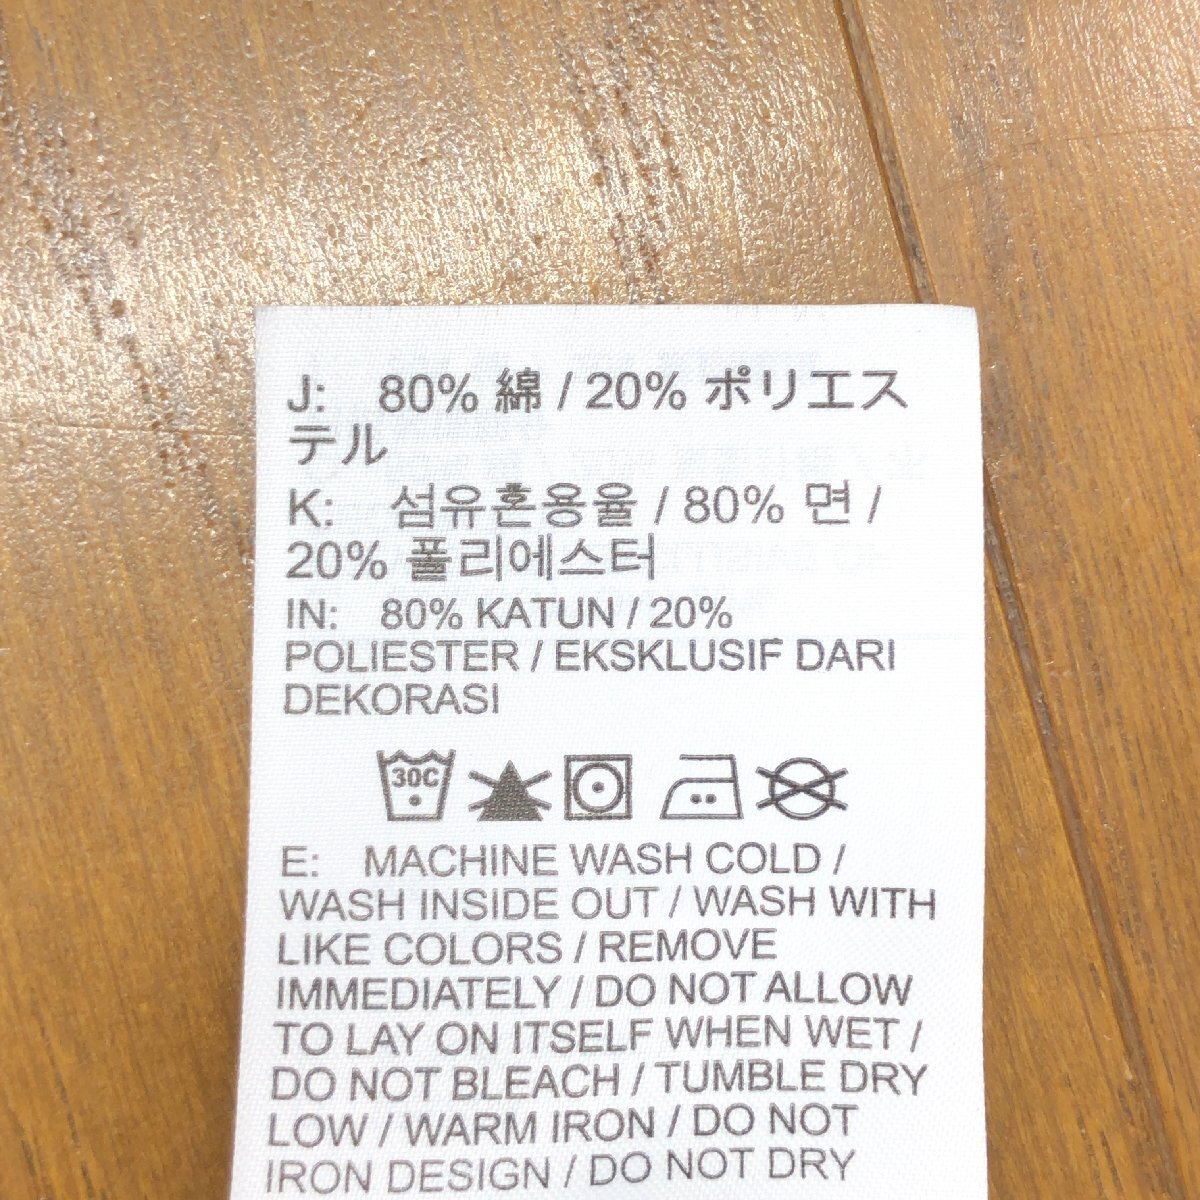 J: 80% 綿 / 20% ポリエス
テル
K: 섬유혼용율 / 80% 면 /
20% 폴리에스터
IN: 80% KATUN / 20%
POLIESTER / EKSKLUSIF DARI
DEKORASI
30C
E: MACHINE WASH COLD /
WASH INSIDE OUT / WASH WITH
LIKE COLORS / REMOVE
IMMEDIATELY / DO NOT ALLOW
TO LAY ON ITSELF WHEN WET /
DO NOT BLEACH / TUMBLE DRY
LOW / WARM IRON / DO NOT
IRON DESIGN / DO NOT DRY